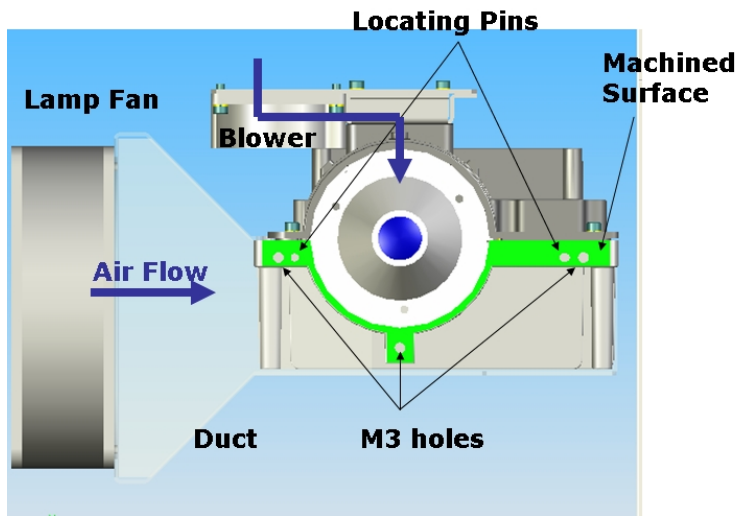 Locating Pins
Machined
Surface
Lamp Fan
Blower
Air Flow
Duct
M3 holes